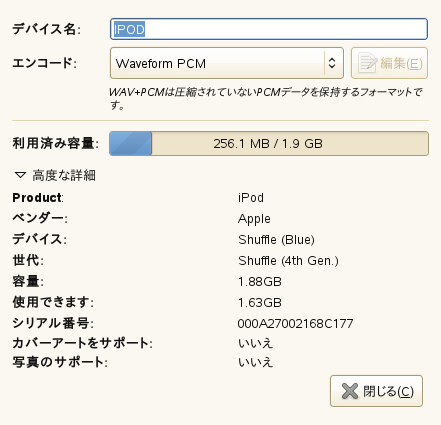 デバイス名: IPOD
エンコード: Waveform PCM 編集(E)
WAV+PCMは圧縮されていないPCMデータを保持するフォーマットで
す。
利用済み容量: 256.1 MB / 1.9 GB
高度な詳細
Product: iPod
ベンダー: Apple
デバイス: Shuffle (Blue)
世代: Shuffle (4th Gen.)
容量: 1.88GB
使用できます: 1.63GB
シリアル番号: 000A27002168C177
カバーアートをサポート: いいえ
写真のサポート: いいえ
閉じる(C)